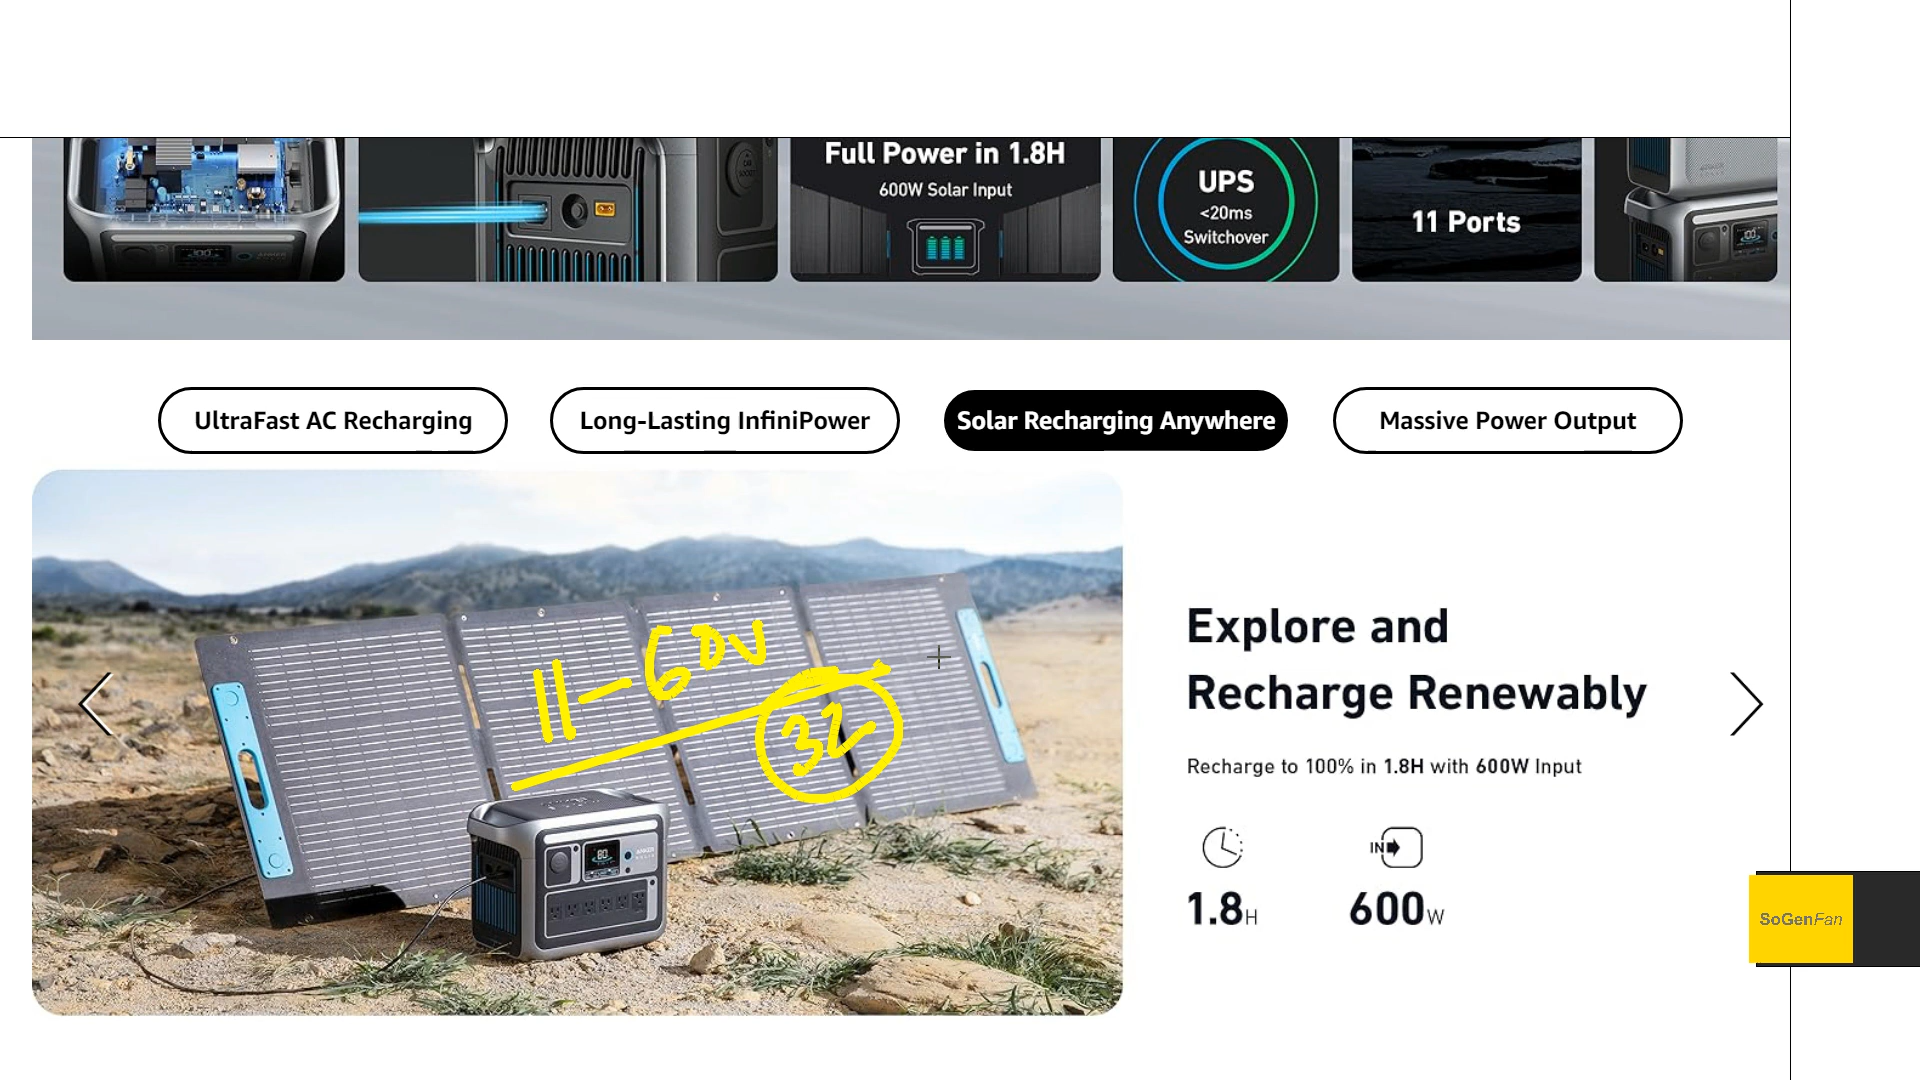 Full Power in 1.8H
600W Solar Input
UPS
<20ms
Switchover
11 Ports
UltraFast AC Recharging
Long-Lasting InfiniPower
Solar Recharging Anywhere
Massive Power Output
11-60V
32
80
Explore and
Recharge Renewably
Recharge to 100% in 1.8H with 600W Input
IN
1.8H
600W
SoGenFan